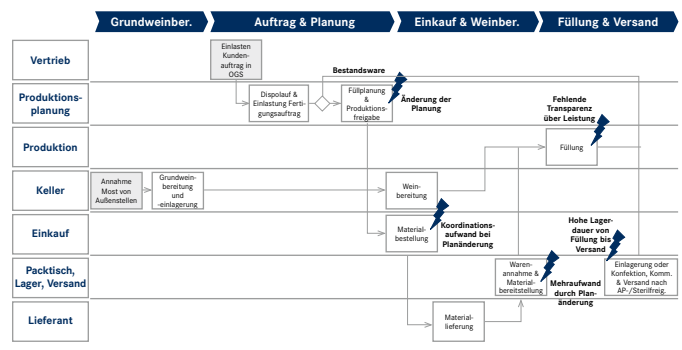 Grundweinber.
Auftrag & Planung
Einkauf & Weinber.
Füllung & Versand
Vertrieb
Einlasten
Kunden-
auftrag in
OGS
Bestandsware
Produktions-
planung
Dispolauf &
Einlastung Ferti-
gungsauftrag
Füllplanung
&
Produktions-
freigabe
Änderung der
Planung
Fehlende
Transparenz
über Leistung
Produktion
Füllung
Keller
Annahme
Most von
Außenstellen
Grundwein-
bereitung
und
-einlagerung
Wein-
bereitung
Einkauf
Material-
bestellung
Koordinations-
aufwand bei
Planänderung
Hohe Lager-
dauer von
Füllung bis
Versand
Packtisch,
Lager, Versand
Waren-
annahme &
Material-
bereitstellung
Mehraufwand
durch Plan-
änderung
Einlagerung oder
Konfektion, Komm.
& Versand nach
AP-/Sterilfreig.
Lieferant
Material-
lieferung